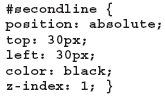 #secondline {
position: absolute;
top: 30px;
left: 30px;
color: black;
z-index: 1; }